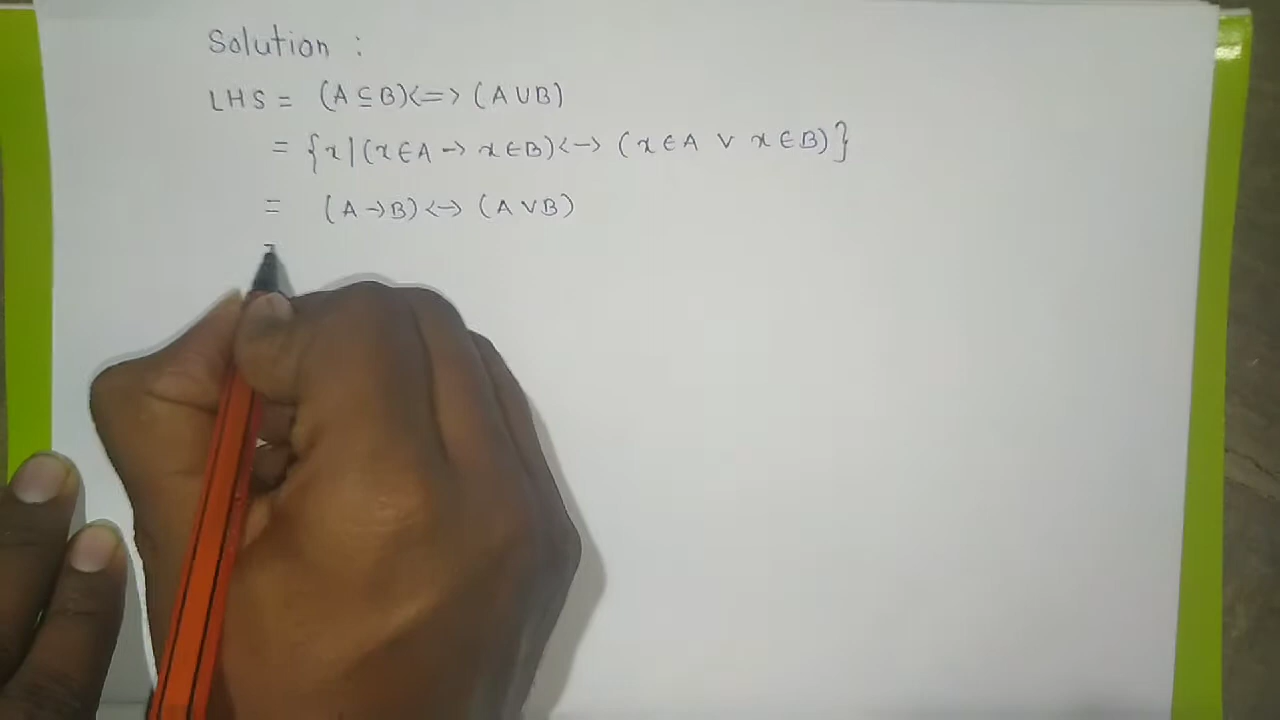 Solution :
LHS = (A ⊆ B) <=> (A ∪ B)
= {x | (x ∈ A → x ∈ B) <-> (x ∈ A ∨ x ∈ B)}
= (A → B) <-> (A ∨ B)
=